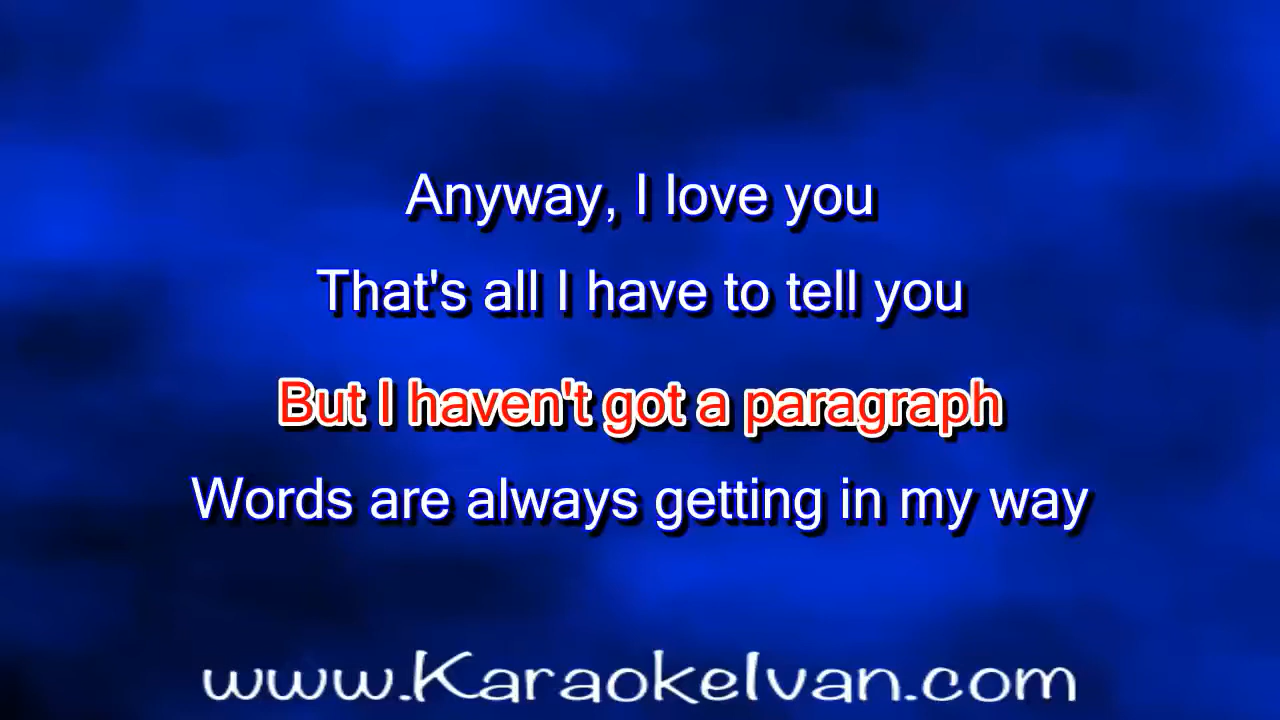 Anyway, I love you
That's all I have to tell you
But I haven't got a paragraph
Words are always getting in my way
www.KaraokeIvan.com